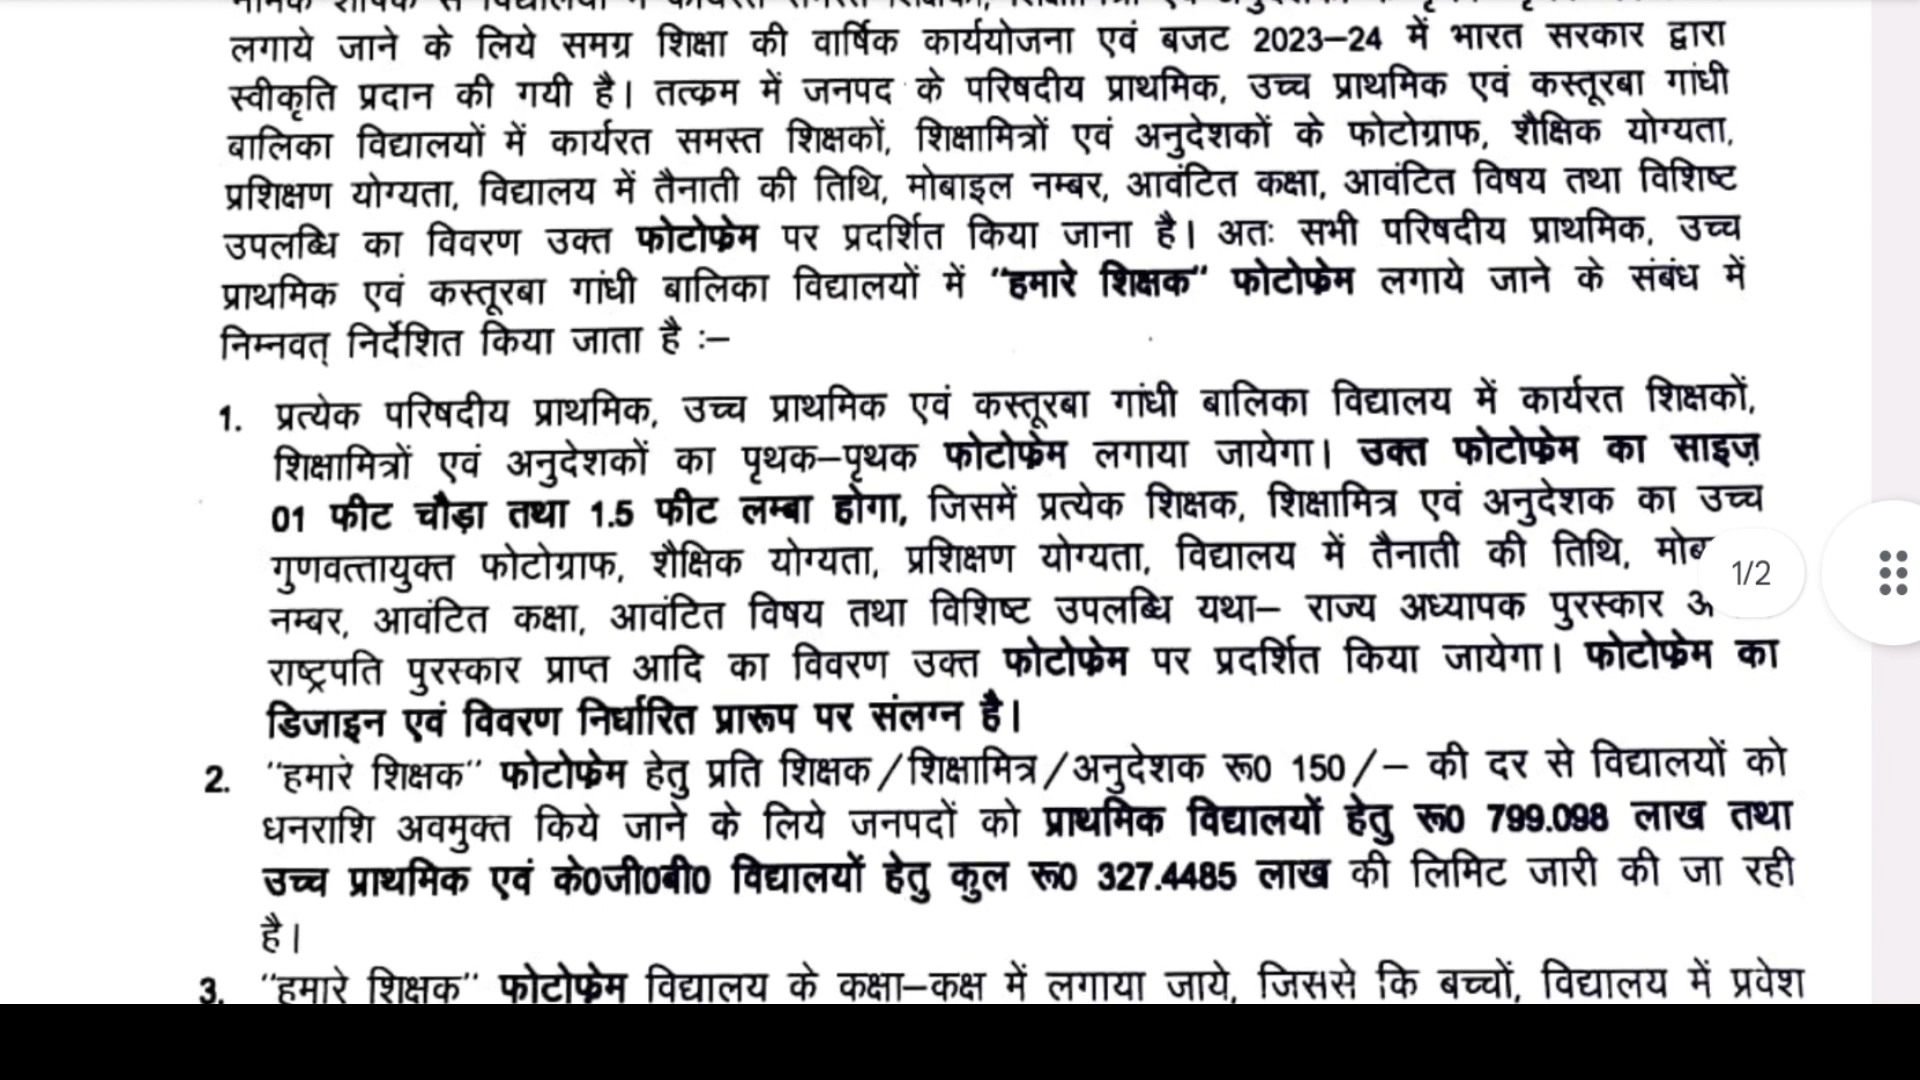 लगाये जाने के लिये समग्र शिक्षा की वार्षिक कार्ययोजना एवं बजट 2023–24 में भारत सरकार द्वारा
स्वीकृति प्रदान की गयी है। तत्क्रम में जनपद के परिषदीय प्राथमिक, उच्च प्राथमिक एवं कस्तूरबा गांधी
बालिका विद्यालयों में कार्यरत समस्त शिक्षकों, शिक्षामित्रों एवं अनुदेशकों के फोटोग्राफ, शैक्षिक योग्यता,
प्रशिक्षण योग्यता, विद्यालय में तैनाती की तिथि, मोबाइल नम्बर, आवंटित कक्षा, आवंटित विषय तथा विशिष्ट
उपलब्धि का विवरण उक्त फोटोफ्रेम पर प्रदर्शित किया जाना है। अतः सभी परिषदीय प्राथमिक, उच्च
प्राथमिक एवं कस्तूरबा गांधी बालिका विद्यालयों में "हमारे शिक्षक" फोटोफ्रेम लगाये जाने के संबंध में
निम्नवत् निर्देशित किया जाता है :–
1. प्रत्येक परिषदीय प्राथमिक, उच्च प्राथमिक एवं कस्तूरबा गांधी बालिका विद्यालय में कार्यरत शिक्षकों,
शिक्षामित्रों एवं अनुदेशकों का पृथक–पृथक फोटोफ्रेम लगाया जायेगा। उक्त फोटोफ्रेम का साइज़
01 फीट चौड़ा तथा 1.5 फीट लम्बा होगा, जिसमें प्रत्येक शिक्षक, शिक्षामित्र एवं अनुदेशक का उच्च
गुणवत्तायुक्त फोटोग्राफ, शैक्षिक योग्यता, प्रशिक्षण योग्यता, विद्यालय में तैनाती की तिथि,
1/2
नम्बर, आवंटित कक्षा, आवंटित विषय तथा विशिष्ट उपलब्धि यथा– राज्य अध्यापक पुरस्कार
राष्ट्रपति पुरस्कार प्राप्त आदि का विवरण उक्त फोटोफ्रेम पर प्रदर्शित किया जायेगा। फोटोफ्रेम का
डिजाइन एवं विवरण निर्धारित प्रारूप पर संलग्न है।
2. "हमारे शिक्षक" फोटोफ्रेम हेतु प्रति शिक्षक/शिक्षामित्र/अनुदेशक रू0 150/– की दर से विद्यालयों को
धनराशि अवमुक्त किये जाने के लिये जनपदों को प्राथमिक विद्यालयों हेतु रू0 799.098 लाख तथा
उच्च प्राथमिक एवं के0जी0बी0 विद्यालयों हेतु कुल रू0 327.4485 लाख की लिमिट जारी की जा रही
है।
3. "हमारे शिक्षक" फोटोफ्रेम विद्यालय के कक्षा–कक्ष में लगाया जाये, जिससे कि बच्चों, विद्यालय में प्रवेश